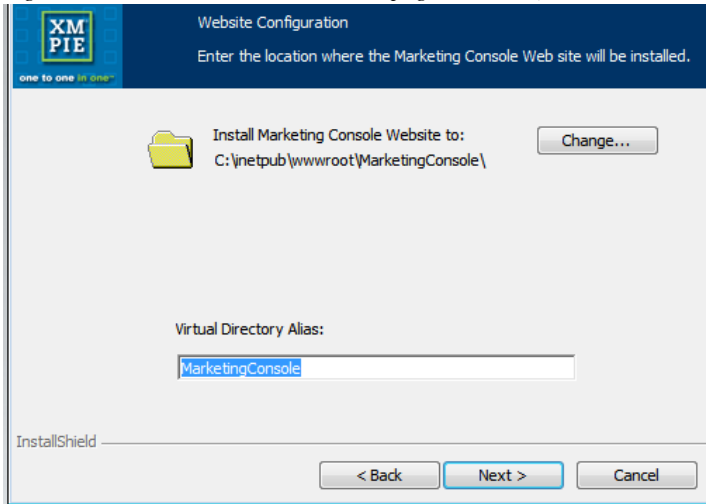 XM
PIE
one to one in one
Website Configuration
Enter the location where the Marketing Console Web site will be installed.
Install Marketing Console Website to:
C:\inetpub\wwwroot\MarketingConsole\
Change...
Virtual Directory Alias:
MarketingConsole
InstallShield
< Back
Next >
Cancel